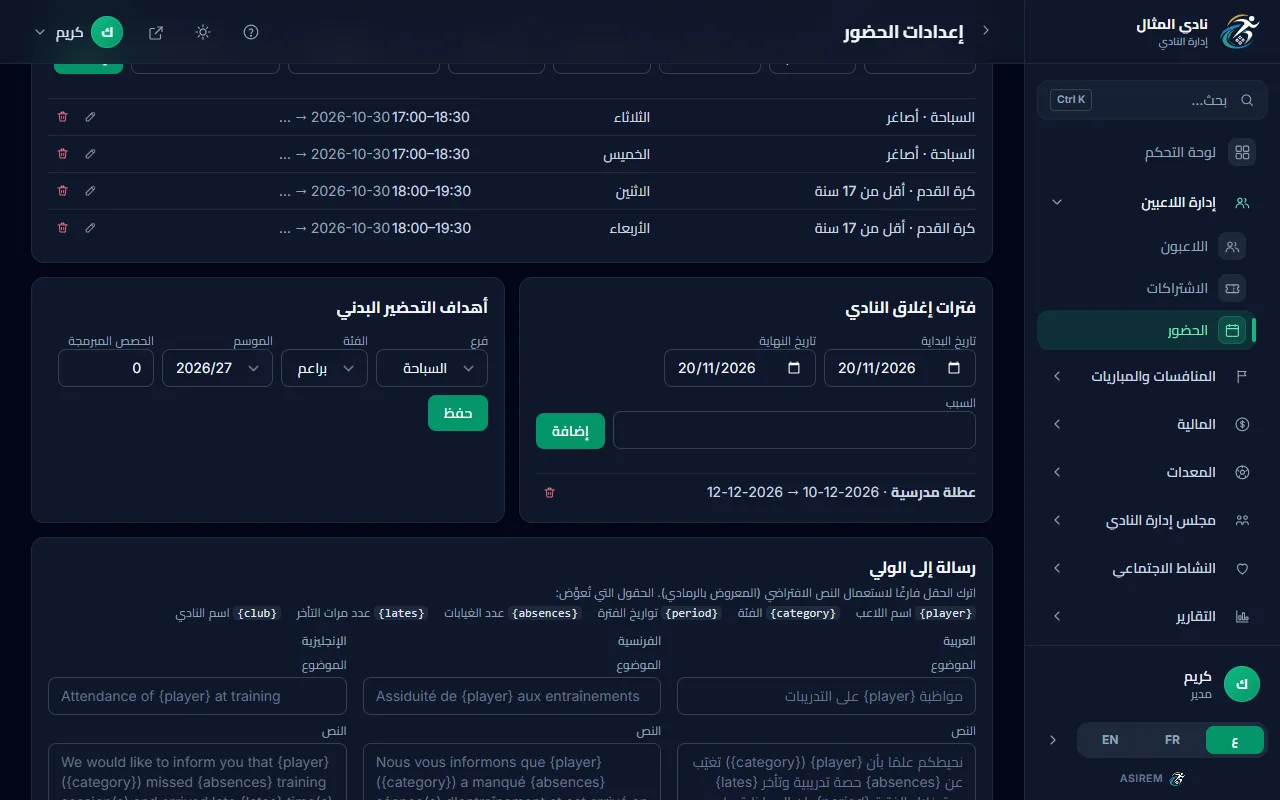 نادي المثال
إدارة النادي
بحث...
Ctrl K
لوحة التحكم
إدارة اللاعبين
اللاعبون
الاشتراكات
الحضور
المنافسات والمباريات
المالية
المعدات
مجلس إدارة النادي
النشاط الاجتماعي
التقارير
ك
كريم
مدير
ع
FR
EN
ASIREM
إعدادات الحضور
ك
كريم
السباحة · أصاغر الثلاثاء 17:00–18:30 2026-10-30 → ...
السباحة · أصاغر الخميس 17:00–18:30 2026-10-30 → ...
كرة القدم · أقل من 17 سنة الاثنين 18:00–19:30 2026-10-30 → ...
كرة القدم · أقل من 17 سنة الأربعاء 18:00–19:30 2026-10-30 → ...
فترات إغلاق النادي
تاريخ البداية تاريخ النهاية
20/11/2026 20/11/2026
السبب
إضافة
عطلة مدرسية · 10-12-2026 → 12-12-2026
أهداف التحضير البدني
فرع الفئة الموسم الحصص المبرمجة
السباحة براعم 2026/27 0
حفظ
رسالة إلى الولي
اترك الحقل فارغًا لاستعمال النص الافتراضي (المعروض بالرمادي). الحقول التي تُعوَّض:
{player} اسم اللاعب {category} الفئة {period} تواريخ الفترة {absences} عدد الغيابات {lates} عدد مرات التأخر {club} اسم النادي
العربية الفرنسية الإنجليزية
الموضوع الموضوع الموضوع
مواظبة {player} على التدريبات
Assiduité de {player} aux entraînements
Attendance of {player} at training
النص النص النص
نحيطكم علمًا بأن {player} ({category}) تغيّب
عن {absences} حصة تدريبية وتأخر {lates}
Nous vous informons que {player}
({category}) a manqué {absences}
We would like to inform you that {player}
({category}) missed {absences} training